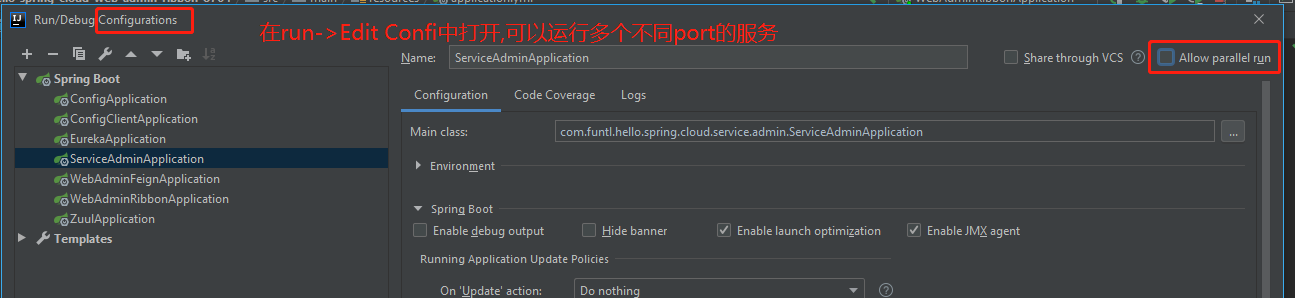 Run/Debug Configurations
在run->Edit Confi中打开,可以运行多个不同port的服务
Name: ServiceAdminApplication
Share through VCS
Allow parallel run
Spring Boot
ConfigApplication
ConfigClientApplication
EurekaApplication
ServiceAdminApplication
WebAdminFeignApplication
WebAdminRibbonApplication
ZuulApplication
Templates
Configuration Code Coverage Logs
Main class: com.funtl.hello.spring.cloud.service.admin.ServiceAdminApplication ...
Environment
Spring Boot
Enable debug output Hide banner Enable launch optimization Enable JMX agent
Running Application Update Policies
On 'Update' action: Do nothing